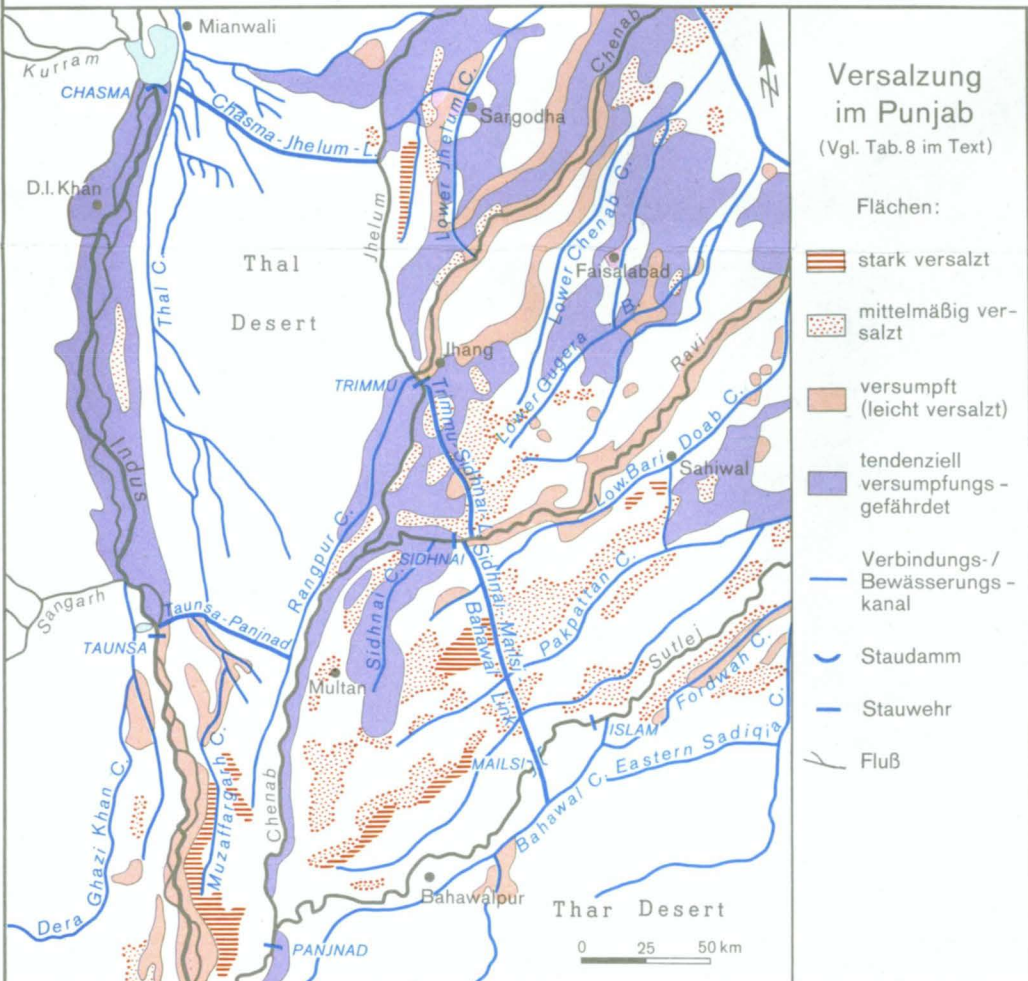 Mianwali
Kurram
CHASMA
Chasma-Jhelum-L.
Lower Jhelum C.
Sargodha
Chenab
D.I. Khan
Thal C.
Jhelum
Thal
Desert
Lower Chenab C.
Faisalabad
Jhang
TRIMMU
Trimmu-Sidhnai-L.
Lower Gugera B.
Ravi
Low. Bari Doab C.
Sahiwal
Indus
Rangpur C.
SIDHNAI
Sidhnai C.
Sidhnai-Mailsi-
Bahawal Link
Pakpattan C.
Sangarh
Taunsa-Panjnad
TAUNSA
Multan
Sutlej
Fordwah C.
ISLAM
MAILSI
Eastern Sadiqia C.
Bahawal C.
Muzaffargarh C.
Chenab
Dera Ghazi Khan C.
Bahawalpur
Thar Desert
PANJNAD
0 25 50 km
N
Versalzung
im Punjab
(Vgl. Tab. 8 im Text)
Flächen:
stark versalzt
mittelmäßig ver-
salzt
versumpft
(leicht versalzt)
tendenziell
versumpfungs-
gefährdet
Verbindungs-/
Bewässerungs-
kanal
Staudamm
Stauwehr
Fluß